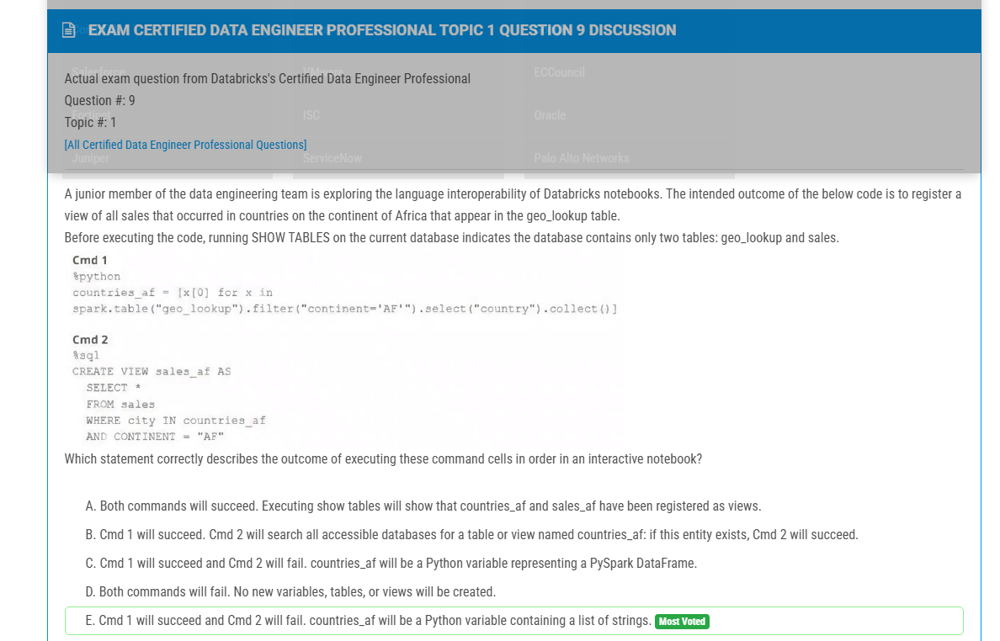 EXAM CERTIFIED DATA ENGINEER PROFESSIONAL TOPIC 1 QUESTION 9 DISCUSSION
Salesforce VMware ECCouncil
Actual exam question from Databricks's Certified Data Engineer Professional
Question #: 9
Fortinet ISC Oracle
Topic #: 1
[All Certified Data Engineer Professional Questions]
Juniper ServiceNow Palo Alto Networks
A junior member of the data engineering team is exploring the language interoperability of Databricks notebooks. The intended outcome of the below code is to register a
view of all sales that occurred in countries on the continent of Africa that appear in the geo_lookup table.
Before executing the code, running SHOW TABLES on the current database indicates the database contains only two tables: geo_lookup and sales.
Cmd 1
%python
countries_af = [x[0] for x in
spark.table("geo_lookup").filter("continent='AF'").select("country").collect()]
Cmd 2
%sql
CREATE VIEW sales_af AS
SELECT *
FROM sales
WHERE city IN countries_af
AND CONTINENT = "AF"
Which statement correctly describes the outcome of executing these command cells in order in an interactive notebook?
A. Both commands will succeed. Executing show tables will show that countries_af and sales_af have been registered as views.
B. Cmd 1 will succeed. Cmd 2 will search all accessible databases for a table or view named countries_af: if this entity exists, Cmd 2 will succeed.
C. Cmd 1 will succeed and Cmd 2 will fail. countries_af will be a Python variable representing a PySpark DataFrame.
D. Both commands will fail. No new variables, tables, or views will be created.
E. Cmd 1 will succeed and Cmd 2 will fail. countries_af will be a Python variable containing a list of strings. Most Voted